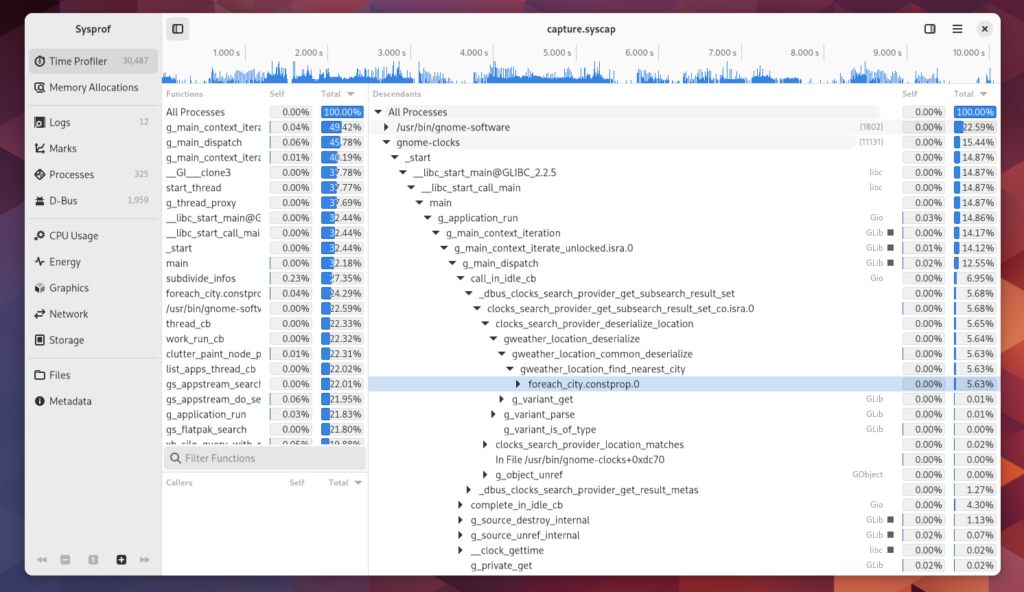 Sysprof
capture.syscap
Time Profiler 30,487
Memory Allocations
Logs 12
Marks
Processes 325
D-Bus 1,959
CPU Usage
Energy
Graphics
Network
Storage
Files
Metadata
1.000 s 2.000 s 3.000 s 4.000 s 5.000 s 6.000 s 7.000 s 8.000 s 9.000 s 10.000 s
Functions Self Total
All Processes 0.00% 100.00%
g_main_context_itera 0.04% 49.42%
g_main_dispatch 0.06% 45.78%
g_main_context_itera 0.01% 40.19%
__GI___clone3 0.00% 37.78%
start_thread 0.00% 37.77%
g_thread_proxy 0.00% 37.69%
__libc_start_main@G 0.00% 32.44%
__libc_start_call_mai 0.00% 32.44%
_start 0.00% 32.44%
main 0.00% 32.18%
subdivide_infos 0.23% 27.35%
foreach_city.constprc 0.04% 24.29%
/usr/bin/gnome-softw 0.00% 22.59%
thread_cb 0.00% 22.33%
work_run_cb 0.00% 22.32%
clutter_paint_node_p 0.01% 22.31%
list_apps_thread_cb 0.00% 22.02%
gs_appstream_search 0.00% 22.01%
gs_appstream_do_se 0.06% 21.95%
g_application_run 0.03% 21.83%
gs_flatpak_search 0.00% 21.80%
xb_silo_query_with_r 0.05% 19.88%
Filter Functions
Callers Self Total
Descendants Self Total
All Processes 0.00% 100.00%
/usr/bin/gnome-software (1802) 0.00% 22.59%
gnome-clocks (11131) 0.00% 15.44%
_start 0.00% 14.87%
__libc_start_main@GLIBC_2.2.5 libc 0.00% 14.87%
__libc_start_call_main libc 0.00% 14.87%
main 0.00% 14.87%
g_application_run Gio 0.03% 14.86%
g_main_context_iteration GLib 0.00% 14.17%
g_main_context_iterate_unlocked.isra.0 GLib 0.01% 14.12%
g_main_dispatch GLib 0.02% 12.55%
call_in_idle_cb Gio 0.00% 6.95%
_dbus_clocks_search_provider_get_subsearch_result_set 0.00% 5.68%
clocks_search_provider_get_subsearch_result_set_co.isra.0 0.00% 5.68%
clocks_search_provider_deserialize_location 0.00% 5.65%
gweather_location_deserialize 0.00% 5.64%
gweather_location_common_deserialize 0.00% 5.63%
gweather_location_find_nearest_city 0.00% 5.63%
foreach_city.constprop.0 0.00% 5.63%
g_variant_get GLib 0.00% 0.01%
g_variant_parse GLib 0.00% 0.01%
g_variant_is_of_type GLib 0.00% 0.00%
clocks_search_provider_location_matches 0.00% 0.02%
In File /usr/bin/gnome-clocks+0xdc70 0.00% 0.00%
g_object_unref GObject 0.00% 0.00%
_dbus_clocks_search_provider_get_result_metas 0.00% 1.27%
complete_in_idle_cb Gio 0.00% 4.30%
g_source_destroy_internal GLib 0.00% 1.13%
g_source_unref_internal GLib 0.02% 0.07%
__clock_gettime libc 0.00% 0.02%
g_private_get GLib 0.02% 0.02%